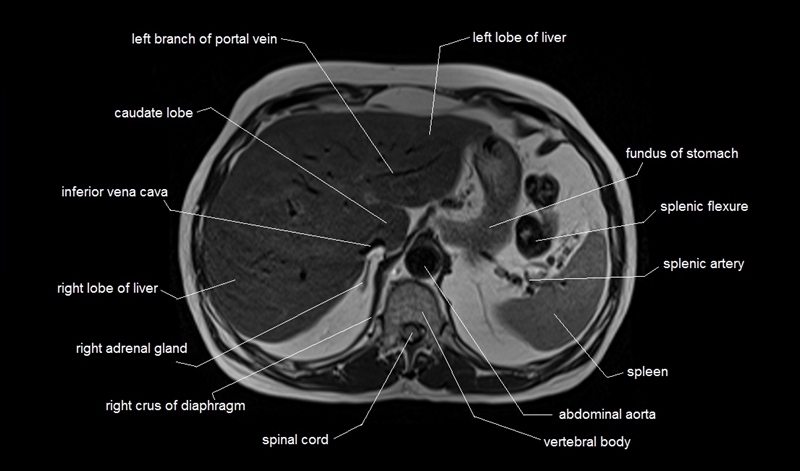 left branch of portal vein
left lobe of liver
caudate lobe
fundus of stomach
inferior vena cava
splenic flexure
splenic artery
right lobe of liver
right adrenal gland
spleen
right crus of diaphragm
abdominal aorta
spinal cord
vertebral body